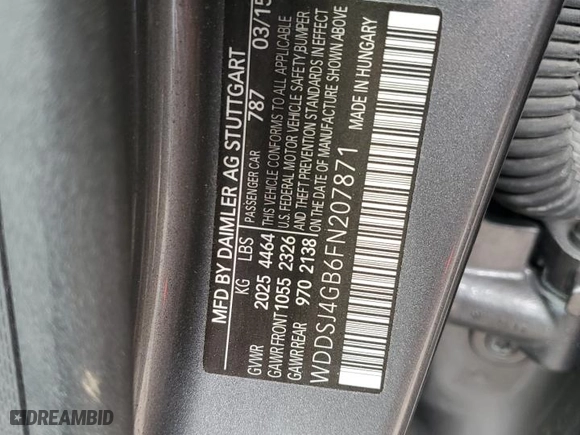 MFD BY DAIMLER AG STUTTGART 03/15
KG LBS PASSENGER CAR 787
GVWR 2025 4464 THIS VEHICLE CONFORMS TO ALL APPLICABLE
GAWR FRONT 1055 2326 U.S. FEDERAL MOTOR VEHICLE SAFETY, BUMPER,
GAWR REAR 970 2138 AND THEFT PREVENTION STANDARDS IN EFFECT
ON THE DATE OF MANUFACTURE SHOWN ABOVE
WDDSJ4GB6FN207871 MADE IN HUNGARY
DREAMBID